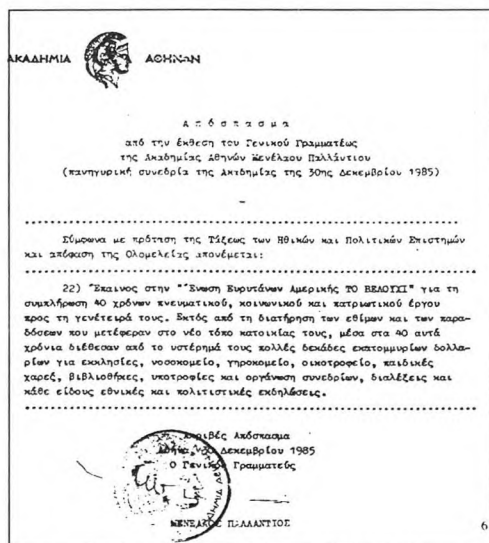 ΑΚΑΔΗΜΙΑ ΑΘΗΝΩΝ
Απόσπασμα
από την έκθεση του Γενικού Γραμματέως
της Ακαδημίας Αθηνών Μενέλαου Παλλάντιου
(πανηγυρική συνεδρία της Ακαδημίας της 30ης Δεκεμβρίου 1985)
Σύμφωνα με πρόταση της Τάξεως των Ηθικών και Πολιτικών Επιστημών
και απόφαση της Ολομελείας απονέμεται:
22) Έπαινος στην "Ένωση Ευρυτάνων Αμερικής ΤΟ ΒΕΛΟΥΧΙ" για τη
συμπλήρωση 40 χρόνων πνευματικού, κοινωνικού και πατριωτικού έργου
προς τη γενέτειρά τους. Εκτός από τη διατήρηση των εθίμων και των παρα-
δόσεων που μετέφεραν στο νέο τόπο κατοικίας τους, μέσα στα 40 αυτά
χρόνια διέθεσαν από το υστέρημά τους πολλές δεκάδες εκατομμυρίων δολλα-
ρίων για εκκλησίες, νοσοκομείο, γηροκομείο, οικοτροφείο, παιδικές
χαρές, βιβλιοθήκες, υποτροφίες και οργάνωση συνεδρίων, διαλέξεις και
κάθε είδους εθνικές και πολιτιστικές εκδηλώσεις.
Ακριβές Απόσπασμα
Αθήνα, Δεκεμβρίου 1985
Ο Γενικός Γραμματεύς
ΜΕΝΕΛΑΟΣ ΠΑΛΛΑΝΤΙΟΣ
6